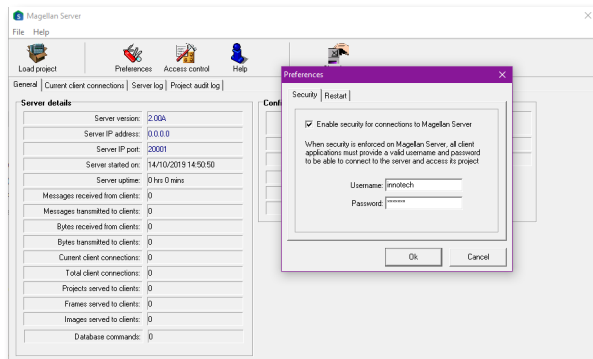 Magellan Server
File Help
Load project Preferences Access control Help
General Current client connections Server log Project audit log
Server details
Server version: 2.00A
Server IP address: 0.0.0.0
Server IP port: 20001
Server started on: 14/10/2019 14:50:50
Server uptime: 0 hrs 0 mins
Messages received from clients: 0
Messages transmitted to clients: 0
Bytes received from clients: 0
Bytes transmitted to clients: 0
Current client connections: 0
Total client connections: 0
Projects served to clients: 0
Frames served to clients: 0
Images served to clients: 0
Database commands: 0
Preferences
Security Restart
Enable security for connections to Magellan Server
When security is enforced on Magellan Server, all client
applications must provide a valid username and password
to be able to connect to the server and access its project
Username: innotech
Password: ********
Ok Cancel